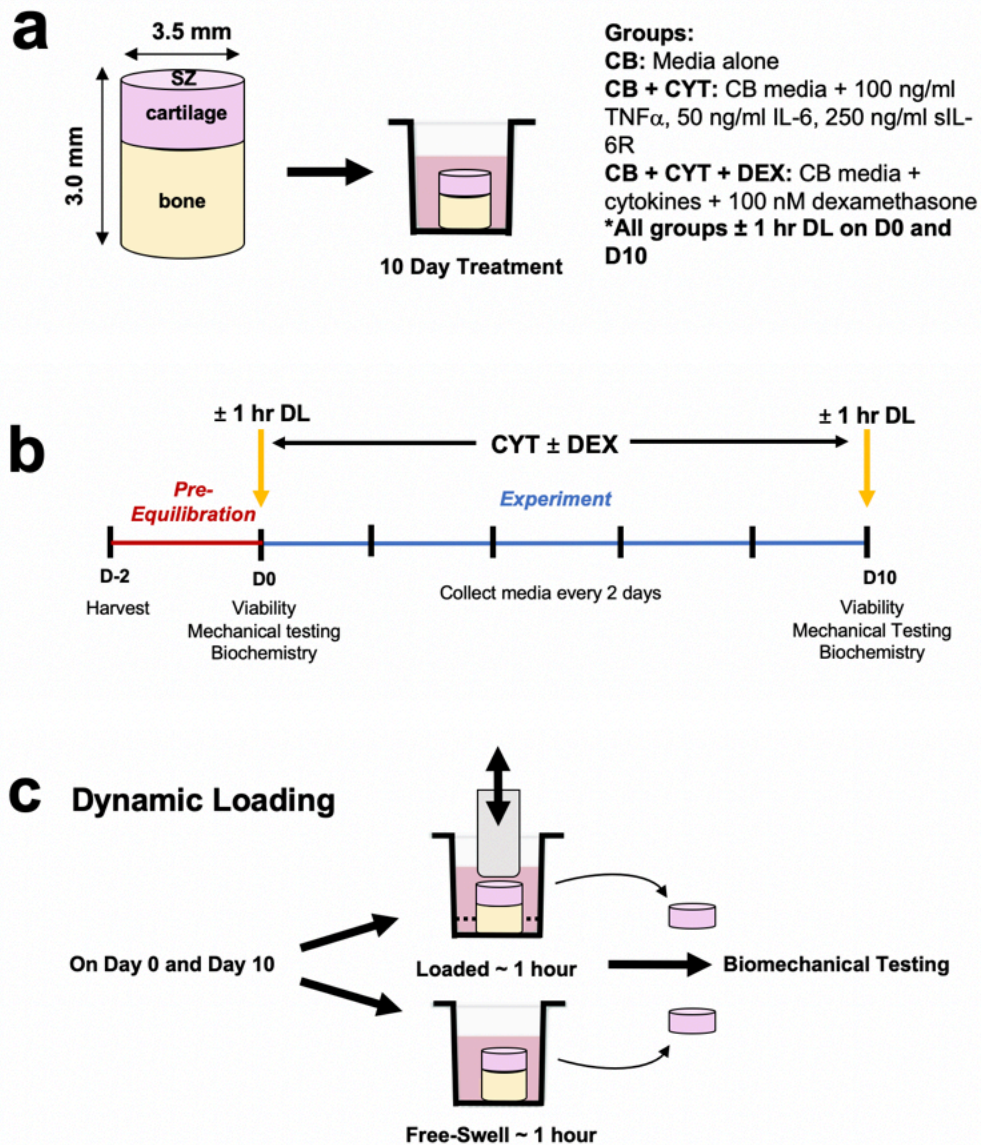 a
3.5 mm
SZ
cartilage
3.0 mm
bone
10 Day Treatment
Groups:
CB: Media alone
CB + CYT: CB media + 100 ng/ml
TNFα, 50 ng/ml IL-6, 250 ng/ml sIL-
6R
CB + CYT + DEX: CB media +
cytokines + 100 nM dexamethasone
*All groups ± 1 hr DL on D0 and
D10
b
± 1 hr DL
CYT ± DEX
± 1 hr DL
Pre-
Equilibration
Experiment
D-2
Harvest
D0
Viability
Mechanical testing
Biochemistry
Collect media every 2 days
D10
Viability
Mechanical Testing
Biochemistry
c Dynamic Loading
On Day 0 and Day 10
Loaded ~ 1 hour
Biomechanical Testing
Free-Swell ~ 1 hour